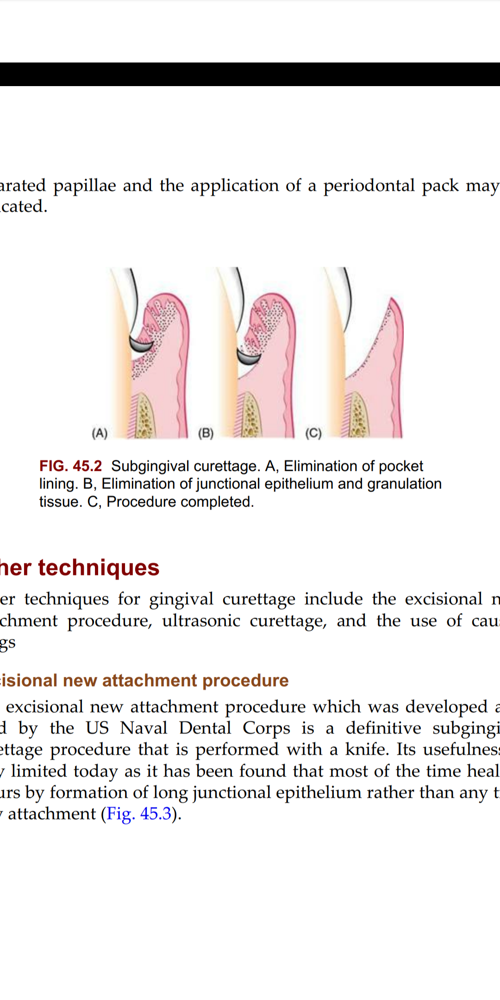 arated papillae and the application of a periodontal pack may
cated.
(A)
(B)
(C)
FIG. 45.2 Subgingival curettage. A, Elimination of pocket
lining. B, Elimination of junctional epithelium and granulation
tissue. C, Procedure completed.
her techniques
er techniques for gingival curettage include the excisional n
chment procedure, ultrasonic curettage, and the use of cau
gs
cisional new attachment procedure
excisional new attachment procedure which was developed a
d by the US Naval Dental Corps is a definitive subgingi
ettage procedure that is performed with a knife. Its usefulness
y limited today as it has been found that most of the time heal
urs by formation of long junctional epithelium rather than any t
attachment (Fig. 45.3).